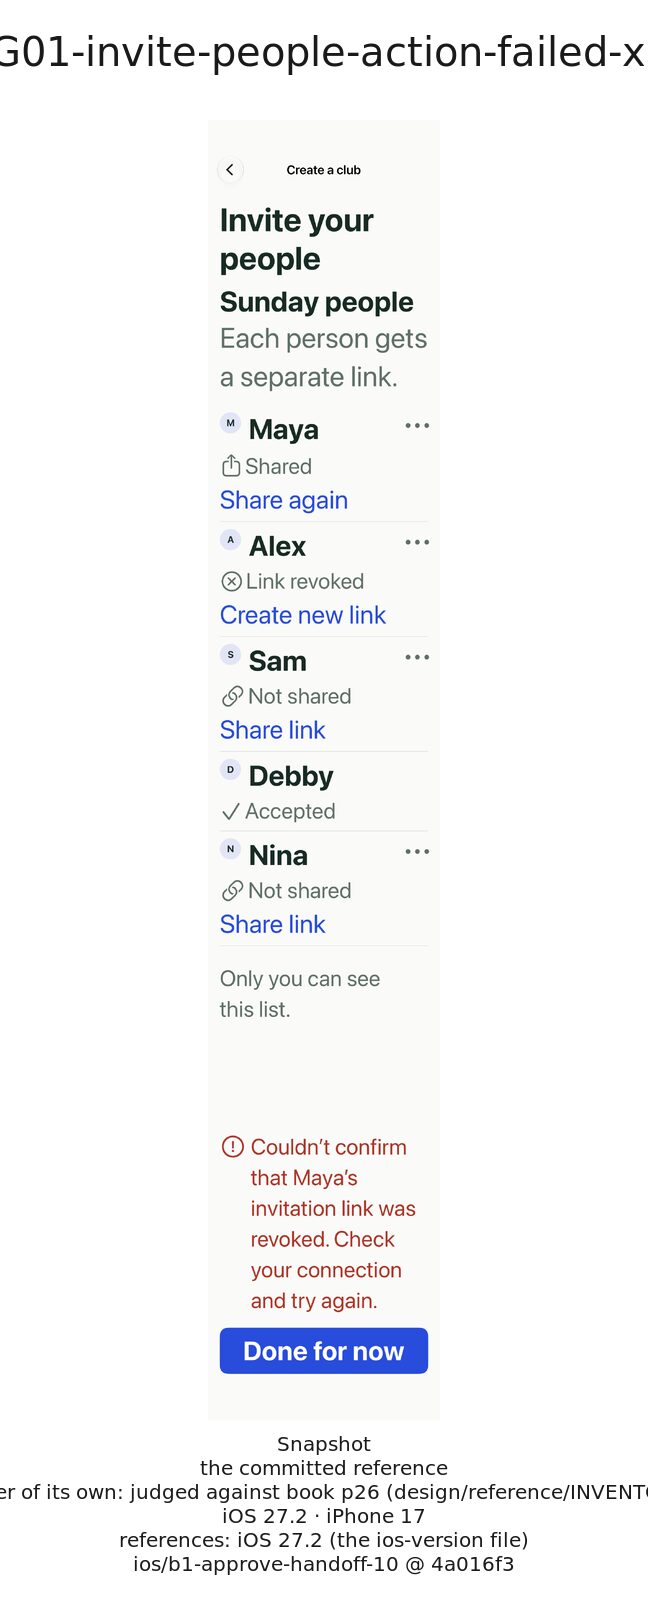 G01-invite-people-action-failed-x
Create a club
Invite your
people
Sunday people
Each person gets
a separate link.
M Maya
Shared
Share again
A Alex
Link revoked
Create new link
S Sam
Not shared
Share link
D Debby
Accepted
N Nina
Not shared
Share link
Only you can see
this list.
Couldn’t confirm
that Maya’s
invitation link was
revoked. Check
your connection
and try again.
Done for now
Snapshot
the committed reference
er of its own: judged against book p26 (design/reference/INVENTO
iOS 27.2 · iPhone 17
references: iOS 27.2 (the ios-version file)
ios/b1-approve-handoff-10 @ 4a016f3